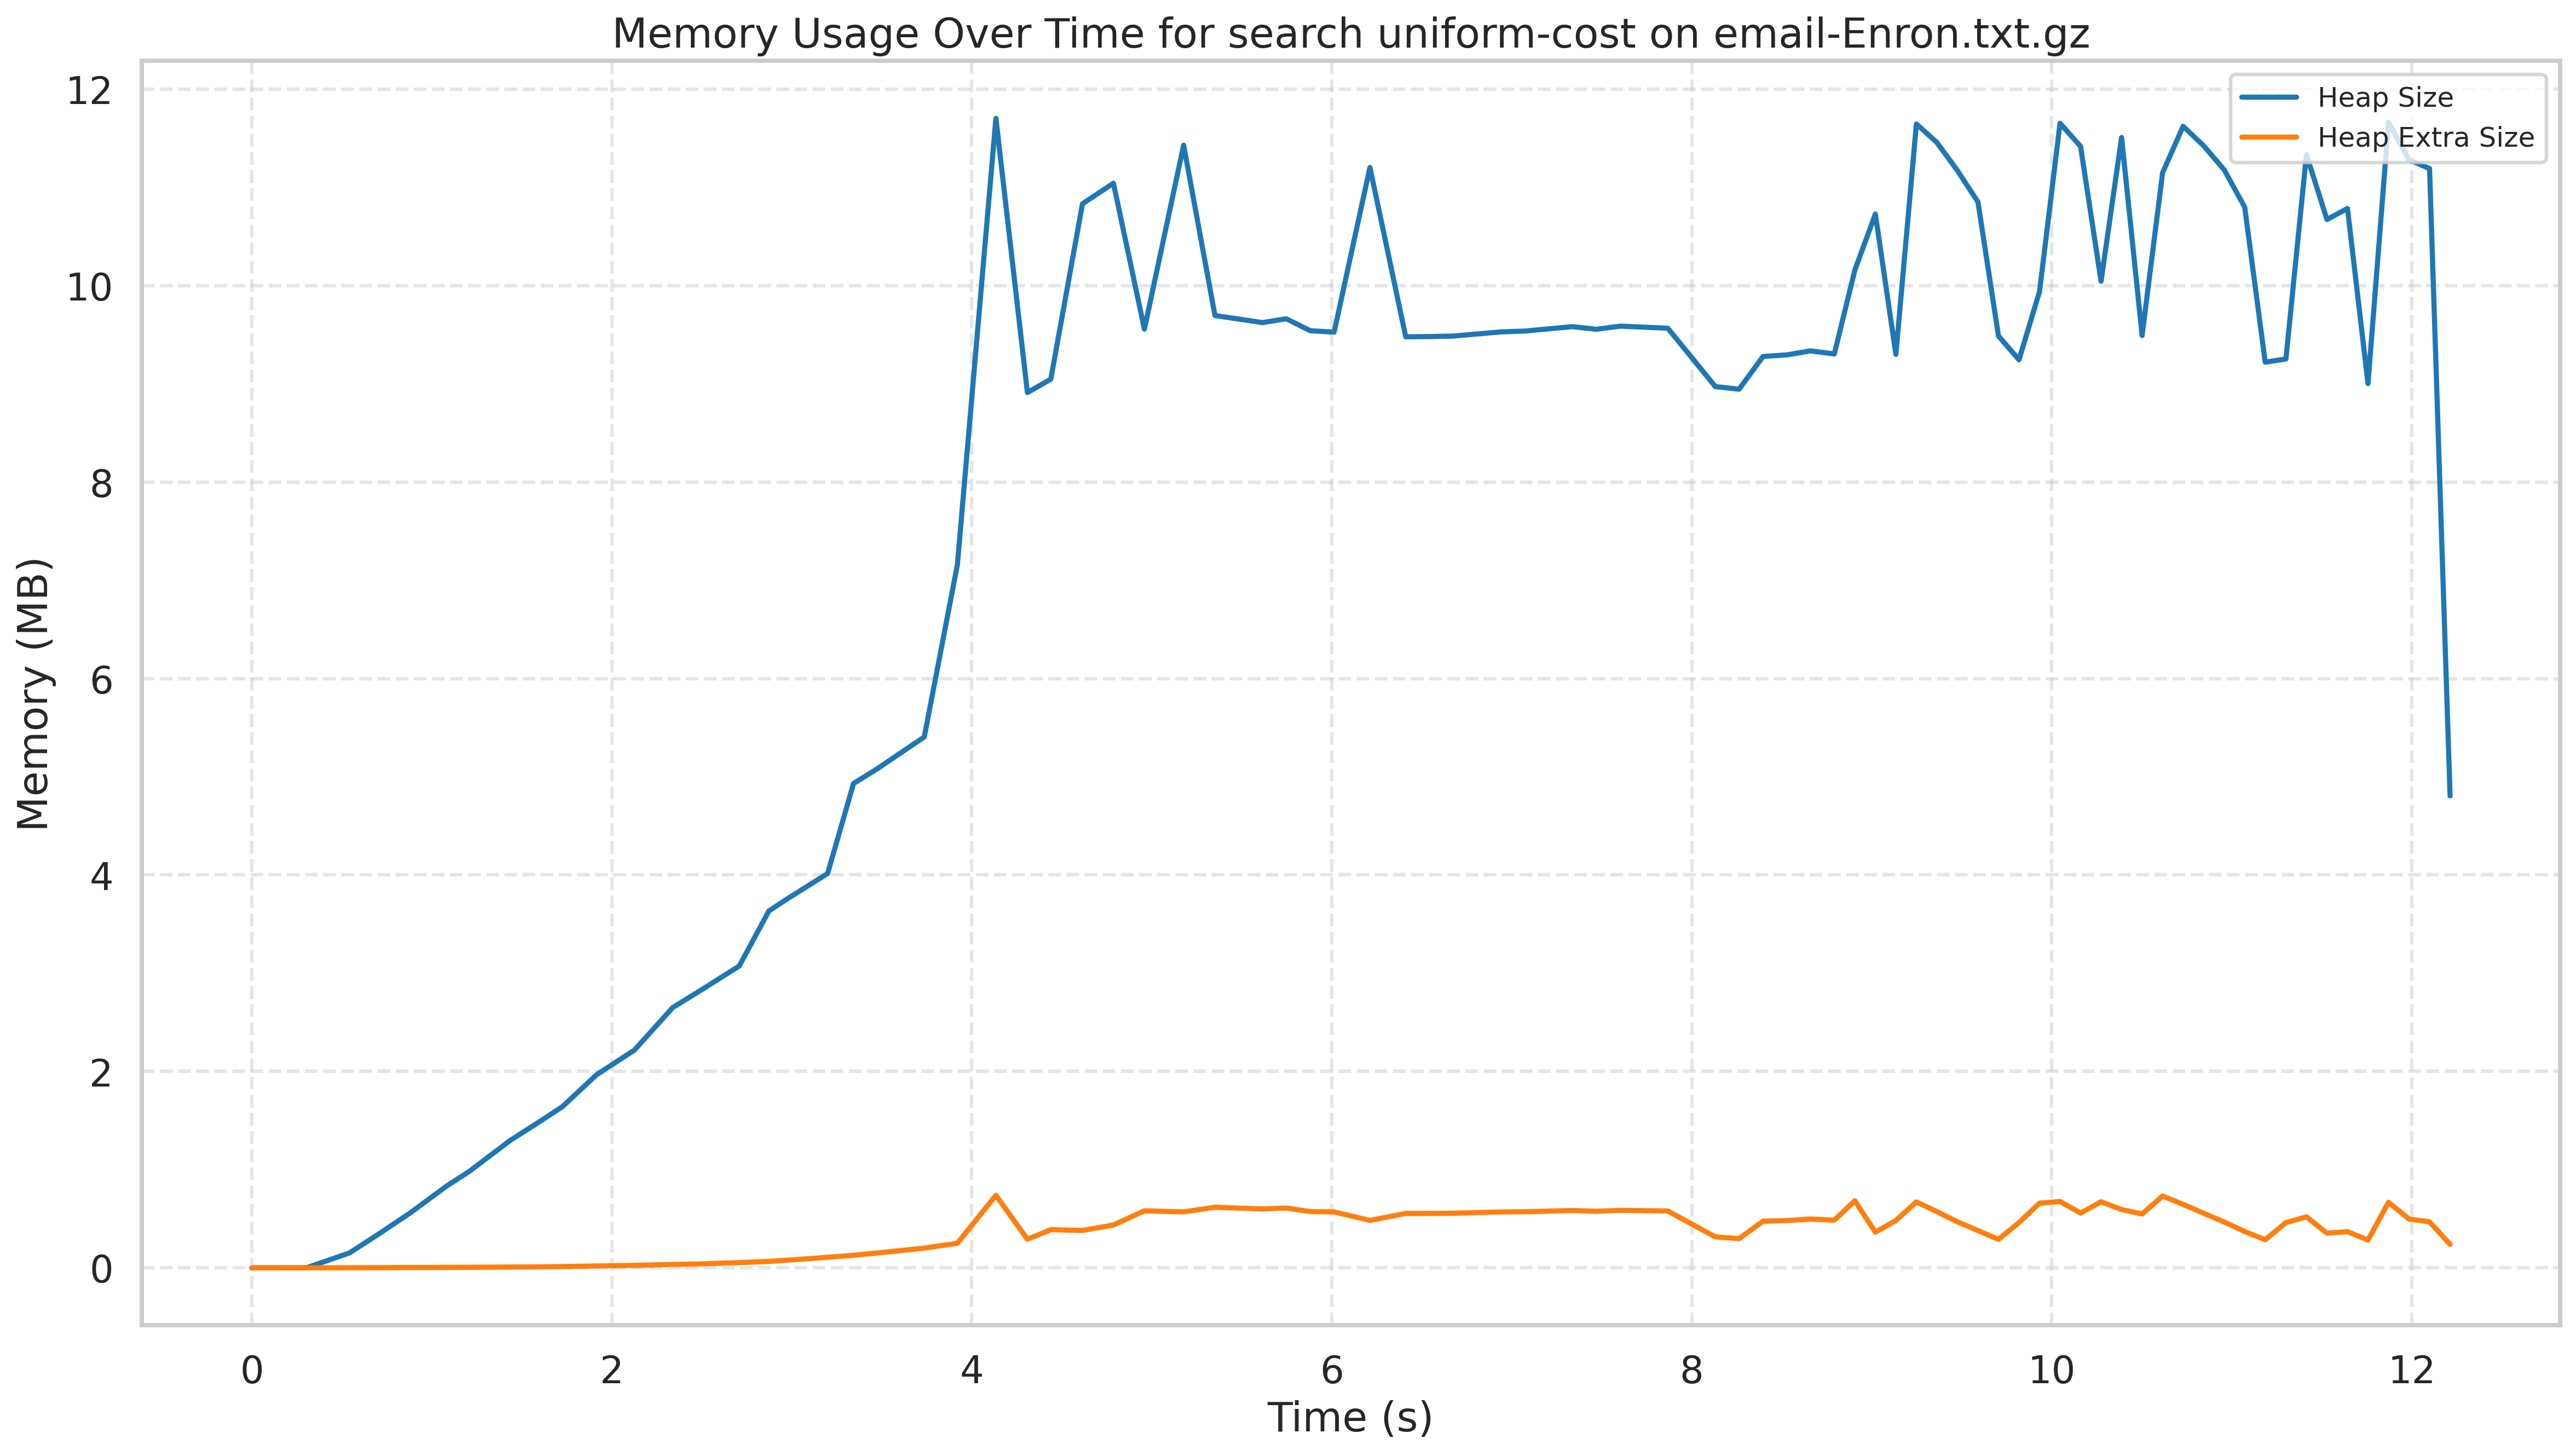 Memory Usage Over Time for search uniform-cost on email-Enron.txt.gz
Heap Size
Heap Extra Size
Memory (MB)
12
10
8
6
4
2
0
0 2 4 6 8 10 12
Time (s)